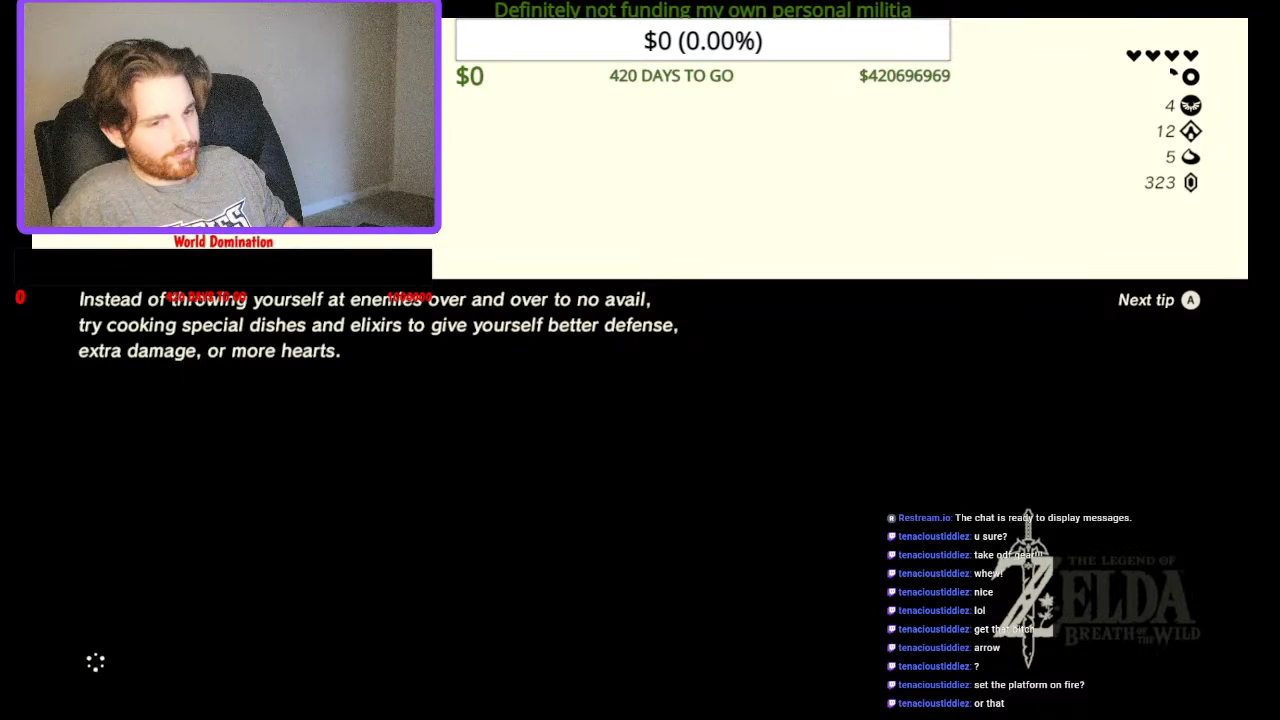 Definitely not funding my own personal militia
$0 (0.00%)
$0 420 DAYS TO GO $420696969
4
12
5
323
World Domination
0 420 DAYS TO GO
Instead of throwing yourself at enemies over and over to no avail,
try cooking special dishes and elixirs to give yourself better defense,
extra damage, or more hearts.
Next tip A
Restream.io: The chat is ready to display messages.
tenacioustiddiez: u sure?
tenacioustiddiez: take
tenacioustiddiez: whew!
tenacioustiddiez: nice
tenacioustiddiez: lol
tenacioustiddiez: get that bitch
tenacioustiddiez: arrow
tenacioustiddiez: ?
tenacioustiddiez: set the platform on fire?
tenacioustiddiez: or that
THE LEGEND OF
ZELDA
BREATH OF THE WILD